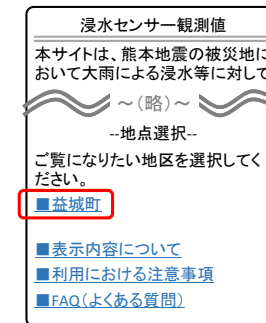 浸水センサー観測値
本サイトは、熊本地震の被災地に
おいて大雨による浸水等に対して
～（略）～
--地点選択--
ご覧になりたい地区を選択してく
ださい。
■益城町
■表示内容について
■利用における注意事項
■FAQ（よくある質問）